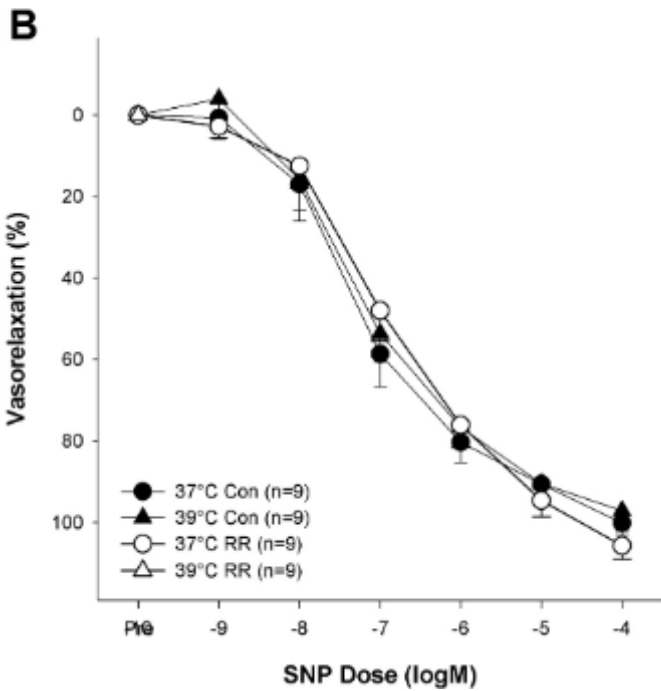 B
0
20
40
60
80
100
Vasorelaxation (%)
37°C Con (n=9)
39°C Con (n=9)
37°C RR (n=9)
39°C RR (n=9)
Pre -9 -8 -7 -6 -5 -4
SNP Dose (logM)